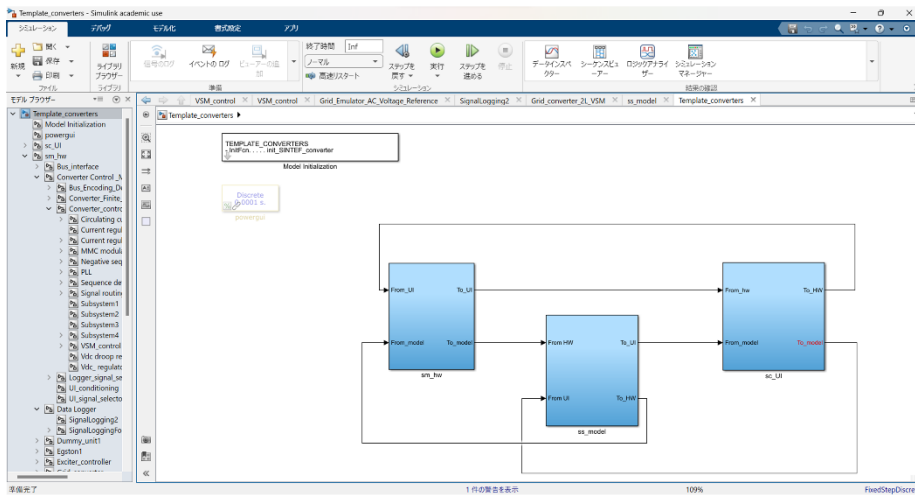 Template_converters - Simulink academic use
シミュレーション
デバッグ
モデル化
書式設定
アプリ
新規
開く
保存
印刷
ファイル
ライブラリ
ブラウザー
ライブラリ
信号のログ
イベントの ログ
ビューアーの追
加
準備
終了時間 Inf
ノーマル
高速リスタート
ステップを
戻す
実行
ステップを
進める
停止
シミュレーション
データインスペ
クター
シーケンスビュ
ーアー
ロジックアナライ
ザー
シミュレーション
マネージャー
結果の確認
モデル ブラウザー
VSM_control
VSM_control
Grid_Emulator_AC_Voltage_Reference
SignalLogging2
Grid_converter_2L_VSM
ss_model
Template_converters
Template_converters
Template_converters
Model Initialization
powergui
sc_UI
sm_hw
Bus_interface
Converter Control _M
Bus_Encoding_De
Converter_Finite_
Converter_contro
Circulating cu
Current regul
Current regul
MMC modula
Negative seq
PLL
Sequence de
Signal routin
Subsystem1
Subsystem2
Subsystem3
Subsystem4
VSM_control
Vdc droop re
Vdc_ regulato
Logger_signal_se
UI_conditioning
UI_signal_selecto
Data Logger
SignalLogging2
SignalLoggingFo
Dummy_unit1
Egston1
Exciter_controller
TEMPLATE_CONVERTERS
- InitFcn. . . . . init_SINTEF_converter
Model Initialization
Discrete
0.0001 s.
powergui
From_UI
To_UI
From_model
To_model
sm_hw
From HW
To_UI
From UI
To_HW
ss_model
From_hw
To_HW
From_model
To_model
sc_UI
準備完了
1 件の警告を表示
109%
FixedStepDiscre